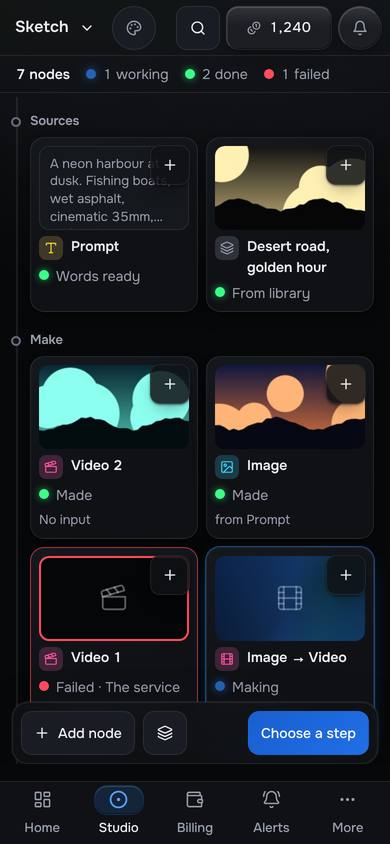 Sketch
1,240
7 nodes 1 working 2 done 1 failed
Sources
A neon harbour at
dusk. Fishing boats,
wet asphalt,
cinematic 35mm,...
Prompt
Words ready
Desert road,
golden hour
From library
Make
Video 2
Made
No input
Image
Made
from Prompt
Video 1
Failed · The service
Image → Video
Making
Add node
Choose a step
Home Studio Billing Alerts More